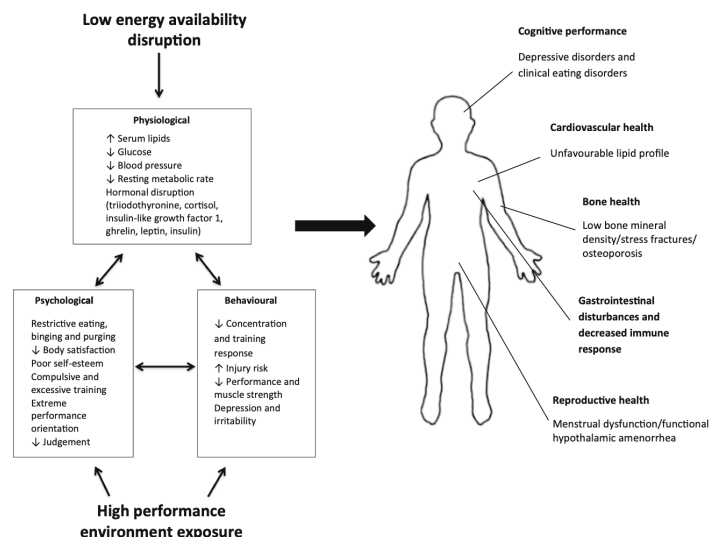 Low energy availability
disruption
Physiological
↑ Serum lipids
↓ Glucose
↓ Blood pressure
↓ Resting metabolic rate
Hormonal disruption
(triiodothyronine, cortisol,
insulin-like growth factor 1,
ghrelin, leptin, insulin)
Psychological
Restrictive eating,
binging and purging
↓ Body satisfaction
Poor self-esteem
Compulsive and
excessive training
Extreme
performance
orientation
↓ Judgement
Behavioural
↓ Concentration
and training
response
↑ Injury risk
↓ Performance and
muscle strength
Depression and
irritability
High performance
environment exposure
Cognitive performance
Depressive disorders and
clinical eating disorders
Cardiovascular health
Unfavourable lipid profile
Bone health
Low bone mineral
density/stress fractures/
osteoporosis
Gastrointestinal
disturbances and
decreased immune
response
Reproductive health
Menstrual dysfunction/functional
hypothalamic amenorrhea